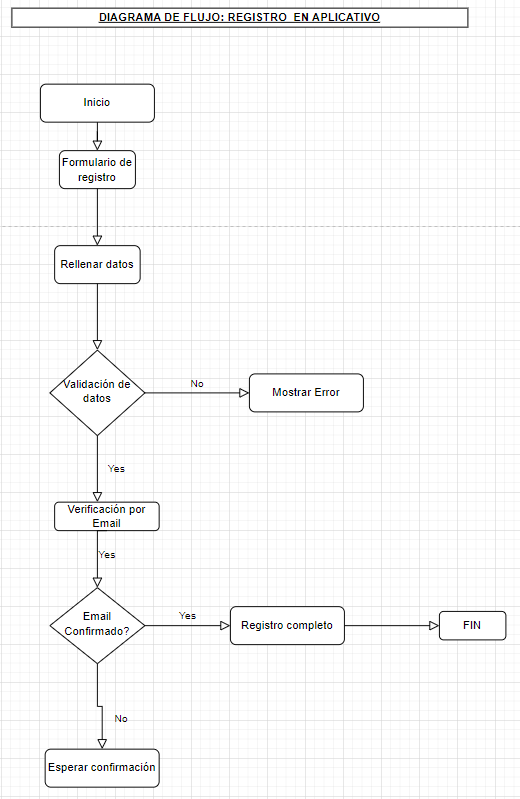 DIAGRAMA DE FLUJO: REGISTRO EN APLICATIVO
Inicio
Formulario de
registro
Rellenar datos
Validación de
datos
No
Mostrar Error
Yes
Verificación por
Email
Yes
Email
Confirmado?
Yes
Registro completo
FIN
No
Esperar confirmación